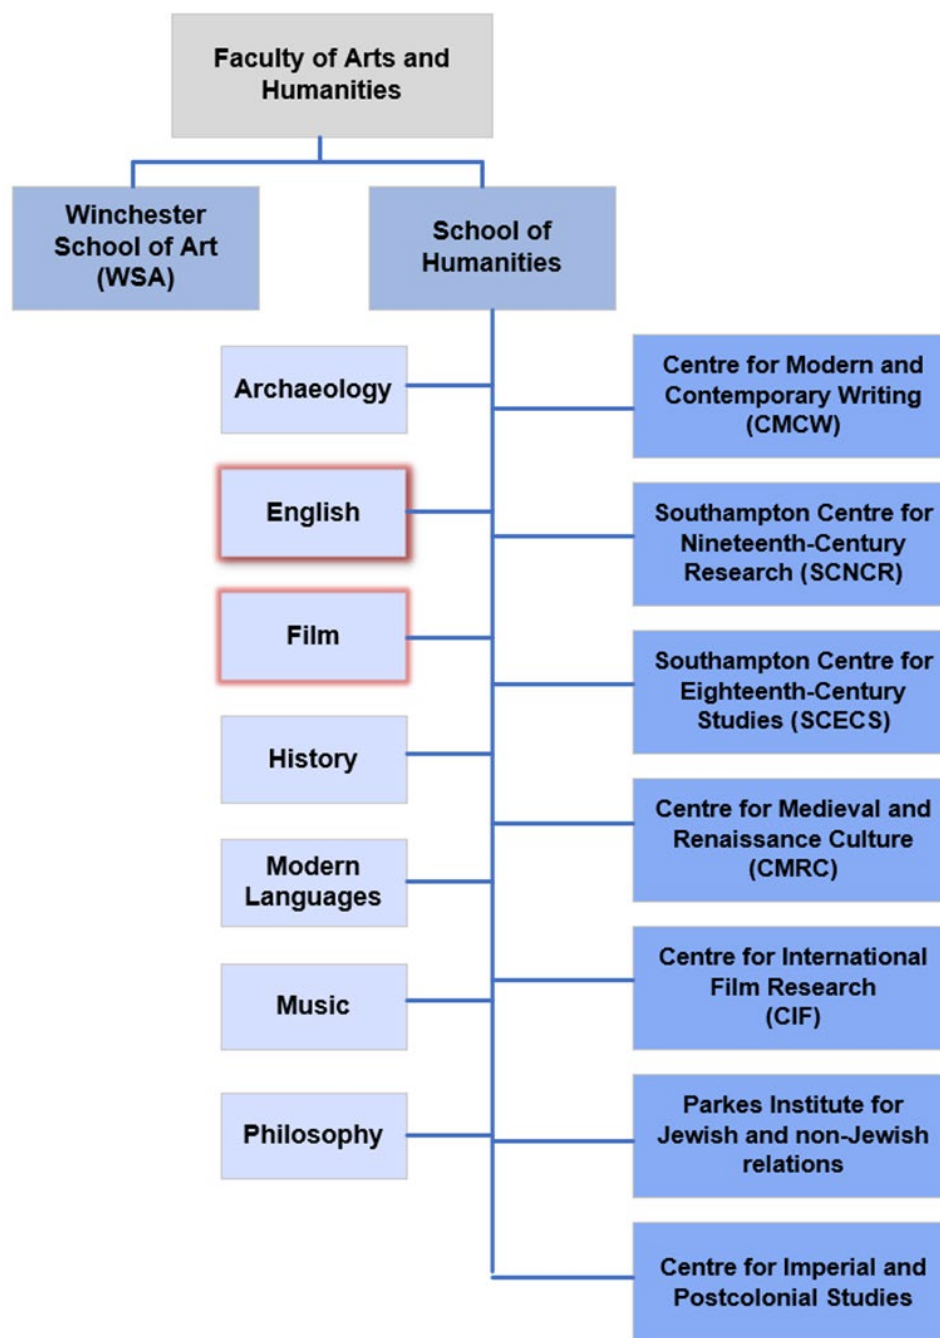 Faculty of Arts and
Humanities
Winchester
School of Art
(WSA)
School of
Humanities
Archaeology
English
Film
History
Modern
Languages
Music
Philosophy
Centre for Modern and
Contemporary Writing
(CMCW)
Southampton Centre for
Nineteenth-Century
Research (SCNCR)
Southampton Centre for
Eighteenth-Century
Studies (SCECS)
Centre for Medieval and
Renaissance Culture
(CMRC)
Centre for International
Film Research
(CIF)
Parkes Institute for
Jewish and non-Jewish
relations
Centre for Imperial and
Postcolonial Studies